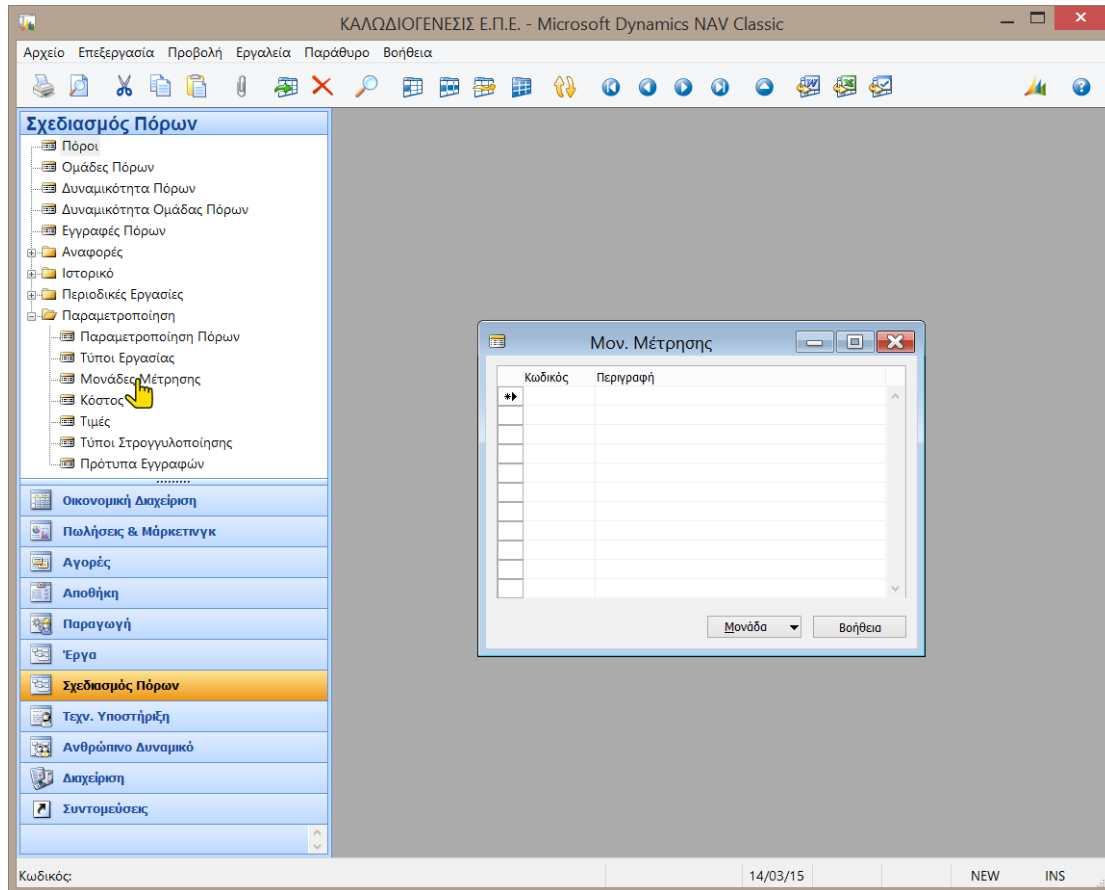 ΚΑΛΩΔΙΟΓΕΝΕΣΙΣ Ε.Π.Ε. - Microsoft Dynamics NAV Classic
Αρχείο Επεξεργασία Προβολή Εργαλεία Παράθυρο Βοήθεια
Σχεδιασμός Πόρων
Πόροι
Ομάδες Πόρων
Δυναμικότητα Πόρων
Δυναμικότητα Ομάδας Πόρων
Εγγραφές Πόρων
Αναφορές
Ιστορικό
Περιοδικές Εργασίες
Παραμετροποίηση
Παραμετροποίηση Πόρων
Τύποι Εργασίας
Μονάδες Μέτρησης
Κόστος
Τιμές
Τύποι Στρογγυλοποίησης
Πρότυπα Εγγραφών
Οικονομική Διαχείριση
Πωλήσεις & Μάρκετινγκ
Αγορές
Αποθήκη
Παραγωγή
Έργα
Σχεδιασμός Πόρων
Τεχν. Υποστήριξη
Ανθρώπινο Δυναμικό
Διαχείριση
Συντομεύσεις
Μον. Μέτρησης
Κωδικός Περιγραφή
Μονάδα Βοήθεια
Κωδικός: 14/03/15 NEW INS